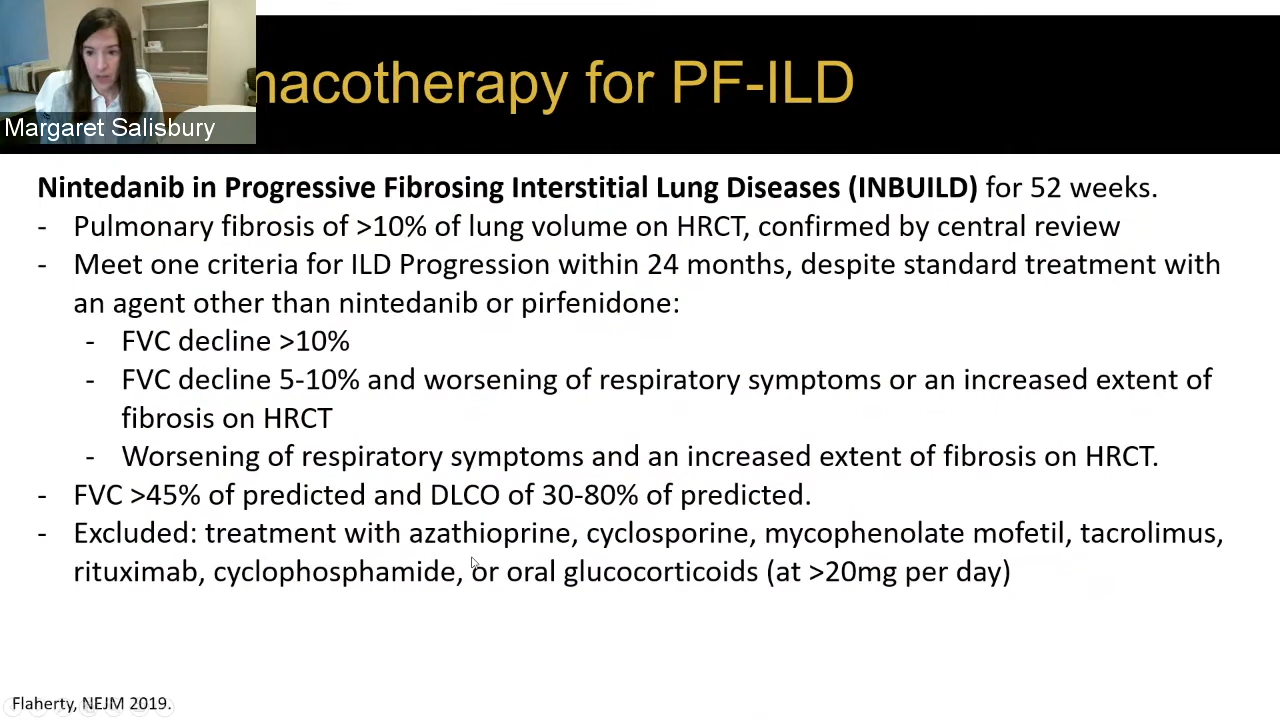 macotherapy for PF-ILD
Margaret Salisbury
Nintedanib in Progressive Fibrosing Interstitial Lung Diseases (INBUILD) for 52 weeks.
- Pulmonary fibrosis of >10% of lung volume on HRCT, confirmed by central review
- Meet one criteria for ILD Progression within 24 months, despite standard treatment with
an agent other than nintedanib or pirfenidone:
- FVC decline >10%
- FVC decline 5-10% and worsening of respiratory symptoms or an increased extent of
fibrosis on HRCT
- Worsening of respiratory symptoms and an increased extent of fibrosis on HRCT.
- FVC >45% of predicted and DLCO of 30-80% of predicted.
- Excluded: treatment with azathioprine, cyclosporine, mycophenolate mofetil, tacrolimus,
rituximab, cyclophosphamide, or oral glucocorticoids (at >20mg per day)
Flaherty, NEJM 2019.